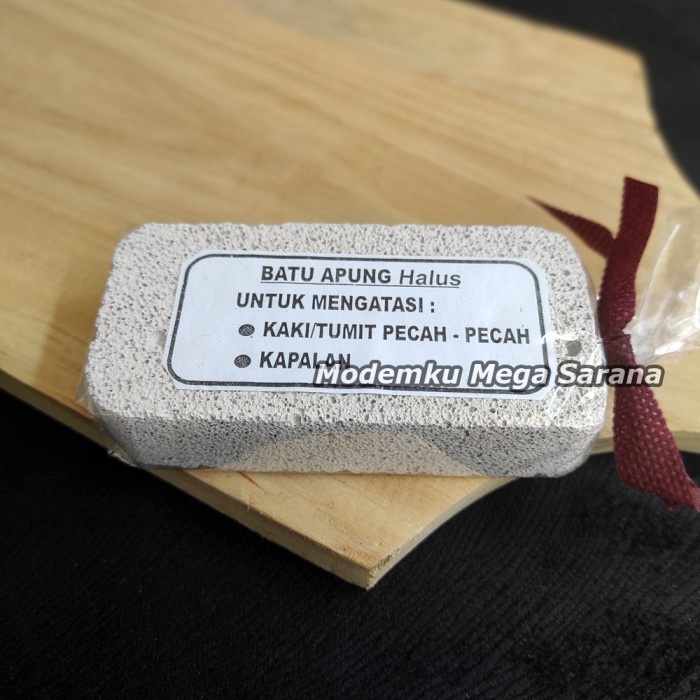 BATU APUNG Halus
UNTUK MENGATASI :
KAKI/TUMIT PECAH - PECAH
KAPALAN
Modemku Mega Sarana